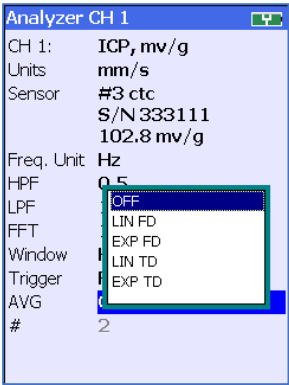 Analyzer CH 1
CH 1: ICP, mv/g
Units mm/s
Sensor #3 ctc
S/N 333111
102.8 mv/g
Freq. Unit Hz
HPF 0.5
LPF
FFT
Window
Trigger
AVG
# 2
OFF
LIN FD
EXP FD
LIN TD
EXP TD